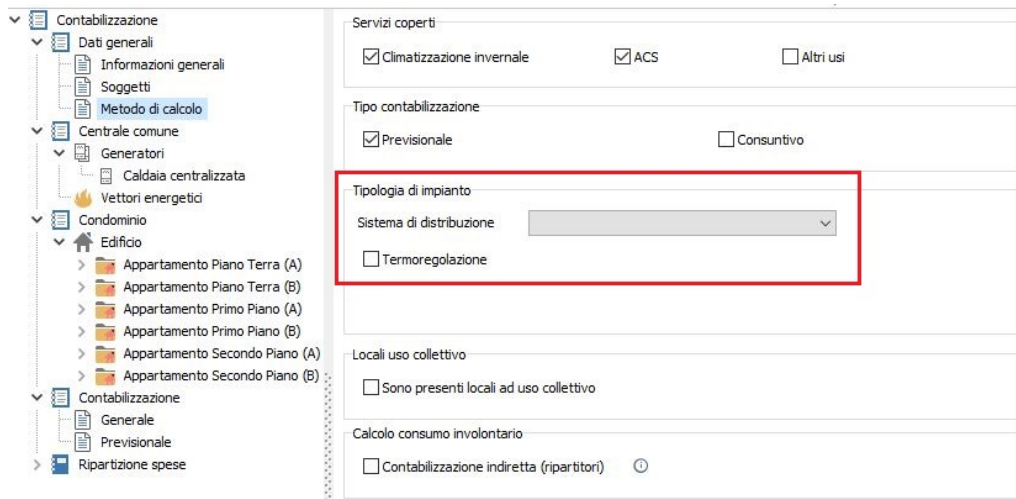 Contabilizzazione
Dati generali
Informazioni generali
Soggetti
Metodo di calcolo
Centrale comune
Generatori
Caldaia centralizzata
Vettori energetici
Condominio
Edificio
Appartamento Piano Terra (A)
Appartamento Piano Terra (B)
Appartamento Primo Piano (A)
Appartamento Primo Piano (B)
Appartamento Secondo Piano (A)
Appartamento Secondo Piano (B)
Contabilizzazione
Generale
Previsionale
Ripartizione spese
Servizi coperti
Climatizzazione invernale ACS Altri usi
Tipo contabilizzazione
Previsionale Consuntivo
Tipologia di impianto
Sistema di distribuzione
Termoregolazione
Locali uso collettivo
Sono presenti locali ad uso collettivo
Calcolo consumo involontario
Contabilizzazione indiretta (ripartitori)